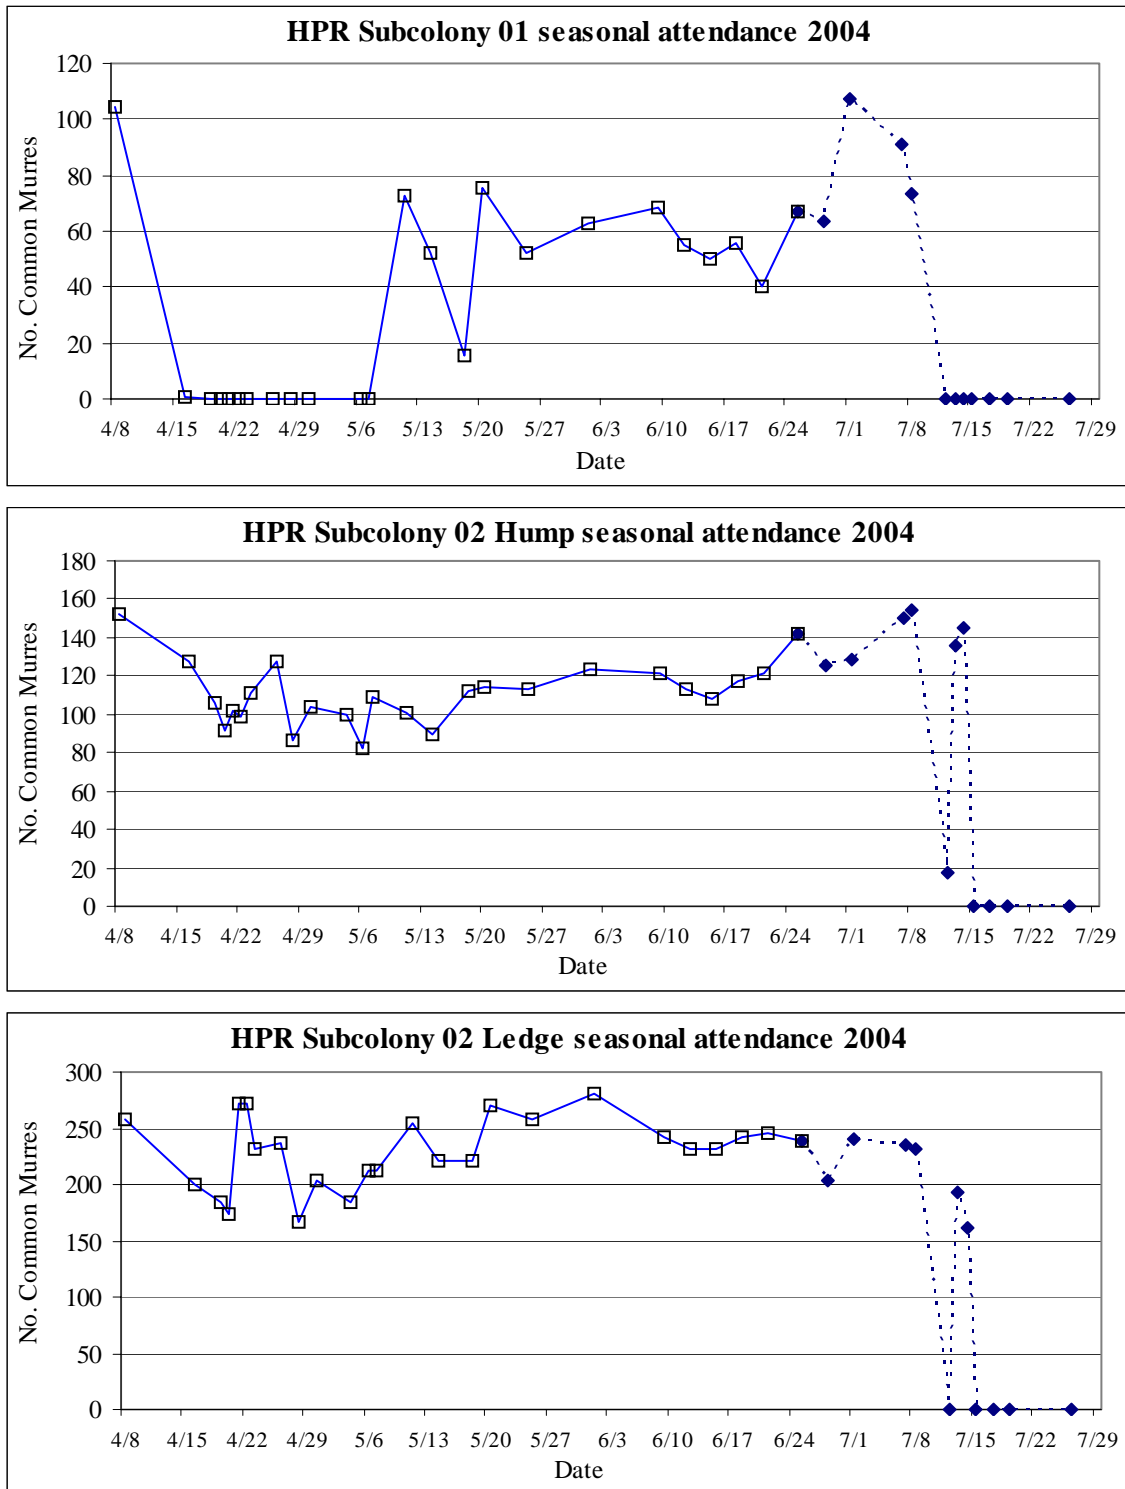 HPR Subcolony 01 seasonal attendance 2004
No. Common Murres
120
100
80
60
40
20
0
4/8 4/15 4/22 4/29 5/6 5/13 5/20 5/27 6/3 6/10 6/17 6/24 7/1 7/8 7/15 7/22 7/29
Date
HPR Subcolony 02 Hump seasonal attendance 2004
No. Common Murres
180
160
140
120
100
80
60
40
20
0
4/8 4/15 4/22 4/29 5/6 5/13 5/20 5/27 6/3 6/10 6/17 6/24 7/1 7/8 7/15 7/22 7/29
Date
HPR Subcolony 02 Ledge seasonal attendance 2004
No. Common Murres
300
250
200
150
100
50
0
4/8 4/15 4/22 4/29 5/6 5/13 5/20 5/27 6/3 6/10 6/17 6/24 7/1 7/8 7/15 7/22 7/29
Date